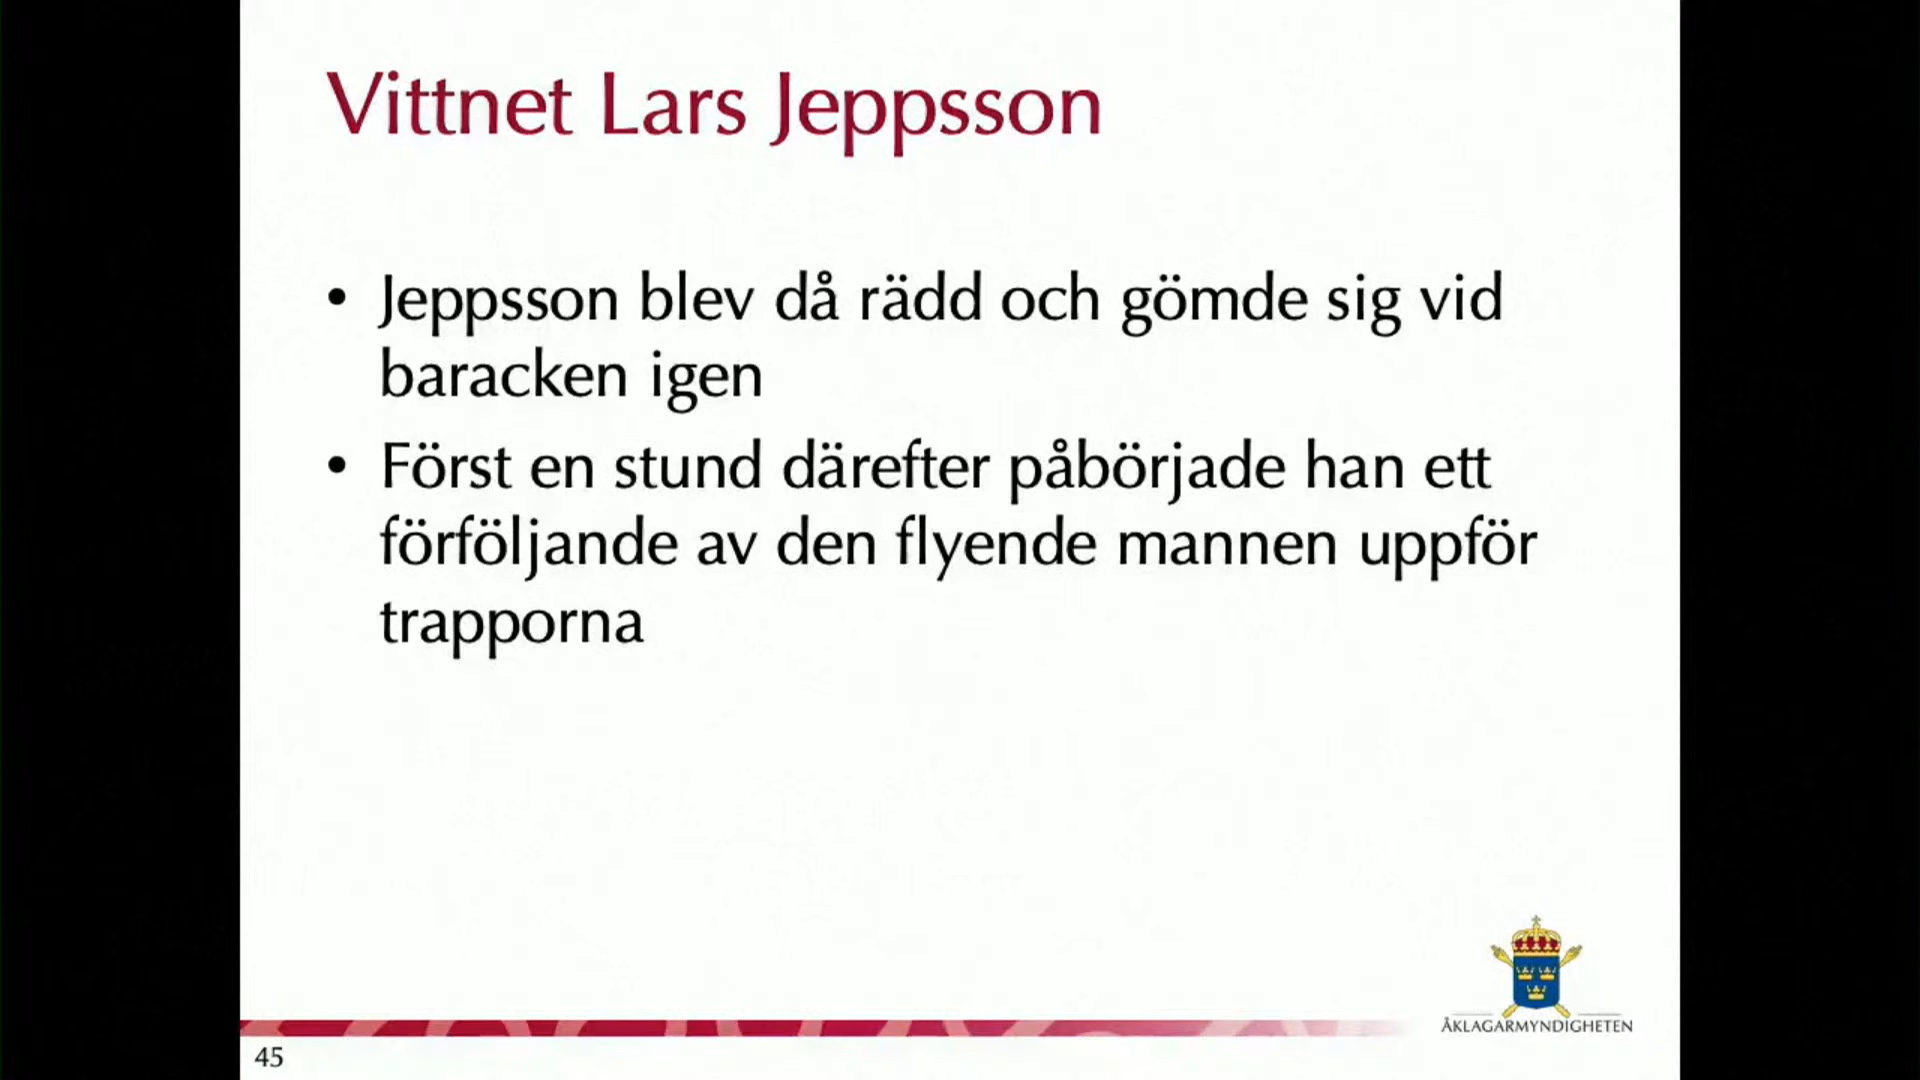 Vittnet Lars Jeppsson
• Jeppsson blev då rädd och gömde sig vid
baracken igen
• Först en stund därefter påbörjade han ett
förföljande av den flyende mannen uppför
trapporna
ÅKLAGARMYNDIGHETEN
45